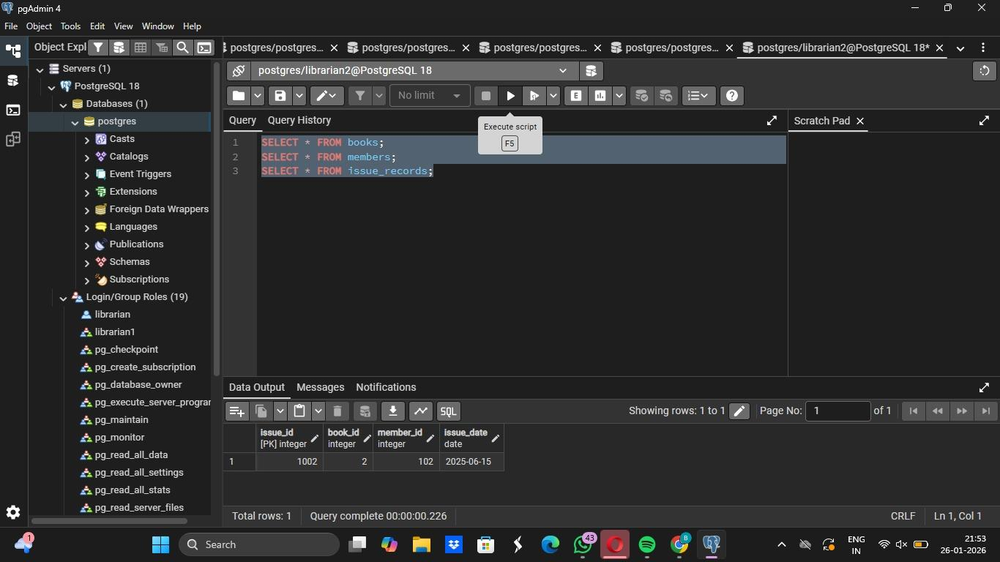 pgAdmin 4
File Object Tools Edit View Window Help
Object Expl
postgres/postgres...
postgres/postgres...
postgres/postgres...
postgres/postgres...
postgres/librarian2@PostgreSQL 18*
Servers (1)
PostgreSQL 18
Databases (1)
postgres
Casts
Catalogs
Event Triggers
Extensions
Foreign Data Wrappers
Languages
Publications
Schemas
Subscriptions
Login/Group Roles (19)
librarian
librarian1
pg_checkpoint
pg_create_subscription
pg_database_owner
pg_execute_server_prograr
pg_maintain
pg_monitor
pg_read_all_data
pg_read_all_settings
pg_read_all_stats
pg_read_server_files
postgres/librarian2@PostgreSQL 18
No limit
E
Query Query History
Execute script
F5
Scratch Pad
1 SELECT * FROM books;
2 SELECT * FROM members;
3 SELECT * FROM issue_records;
Data Output Messages Notifications
SQL
Showing rows: 1 to 1
Page No: 1 of 1
issue_id [PK] integer
book_id integer
member_id integer
issue_date date
1 1002 2 102 2025-06-15
Total rows: 1
Query complete 00:00:00.226
CRLF
Ln 1, Col 1
1
Search
43
B
ENG
IN
21:53
26-01-2026